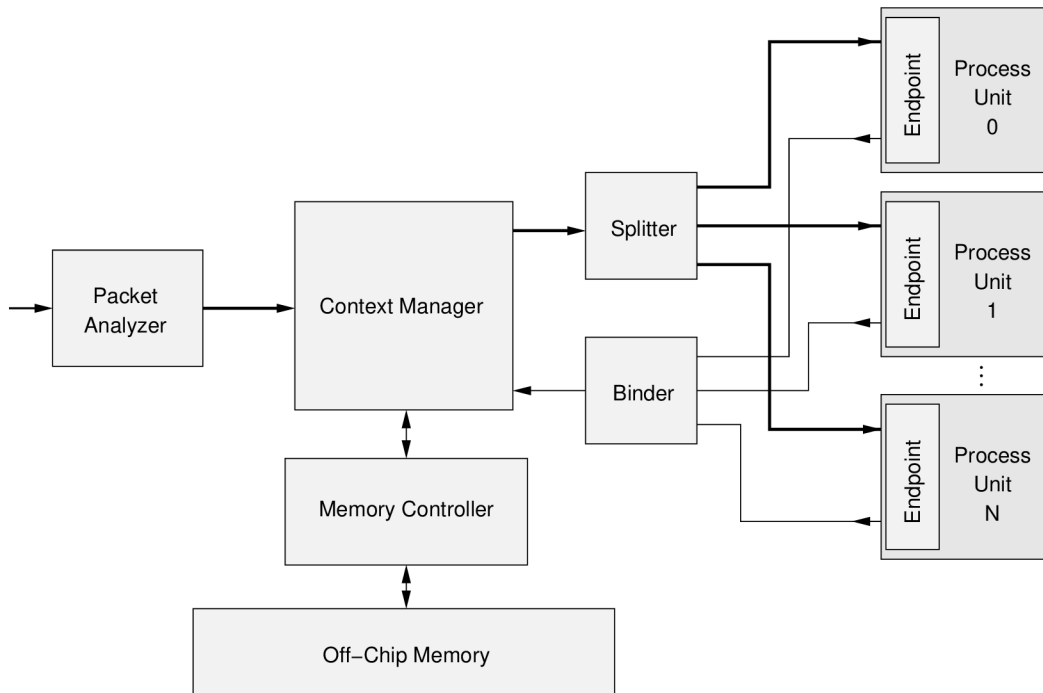 Endpoint
Process
Unit
0
Splitter
Endpoint
Process
Unit
1
Packet
Analyzer
Context Manager
Binder
⋮
Endpoint
Process
Unit
N
Memory Controller
Off−Chip Memory